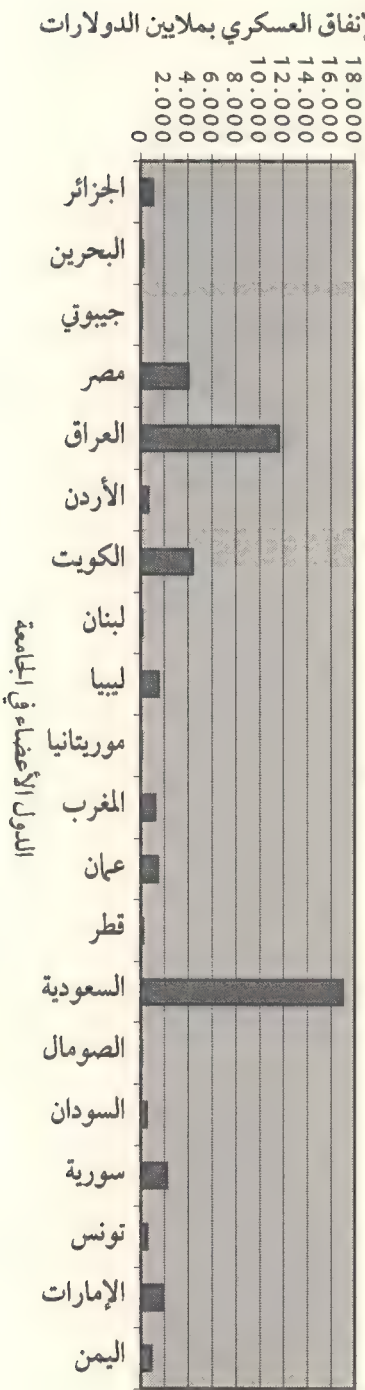 الإنفاق العسكري بملايين الدولارات
18.000
16.000
14.000
12.000
10.000
8.000
6.000
4.000
2.000
0
الجزائر
البحرين
جيبوتي
مصر
العراق
الأردن
الكويت
لبنان
ليبيا
موريتانيا
المغرب
عمان
قطر
السعودية
الصومال
السودان
سورية
تونس
الإمارات
اليمن
الدول الأعضاء في الجامعة